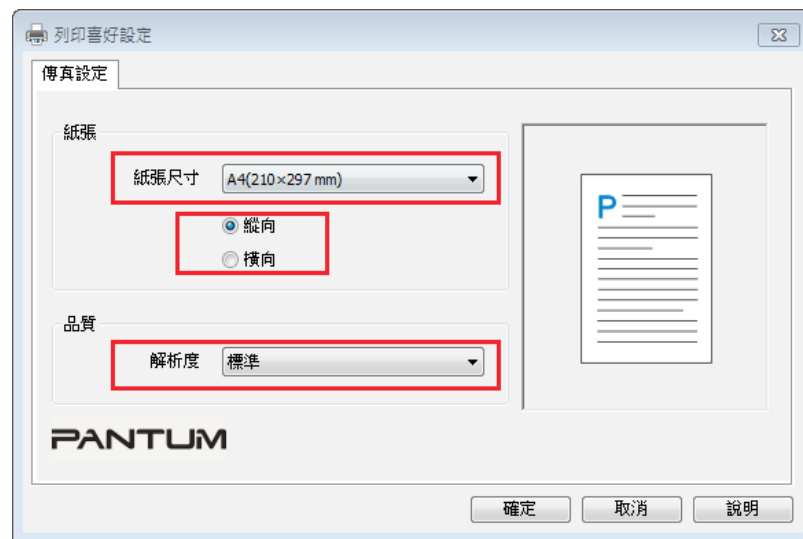 列印喜好設定
傳真設定
紙張
紙張尺寸 A4(210×297 mm)
縱向
橫向
P
品質
解析度 標準
PANTUM
確定 取消 說明